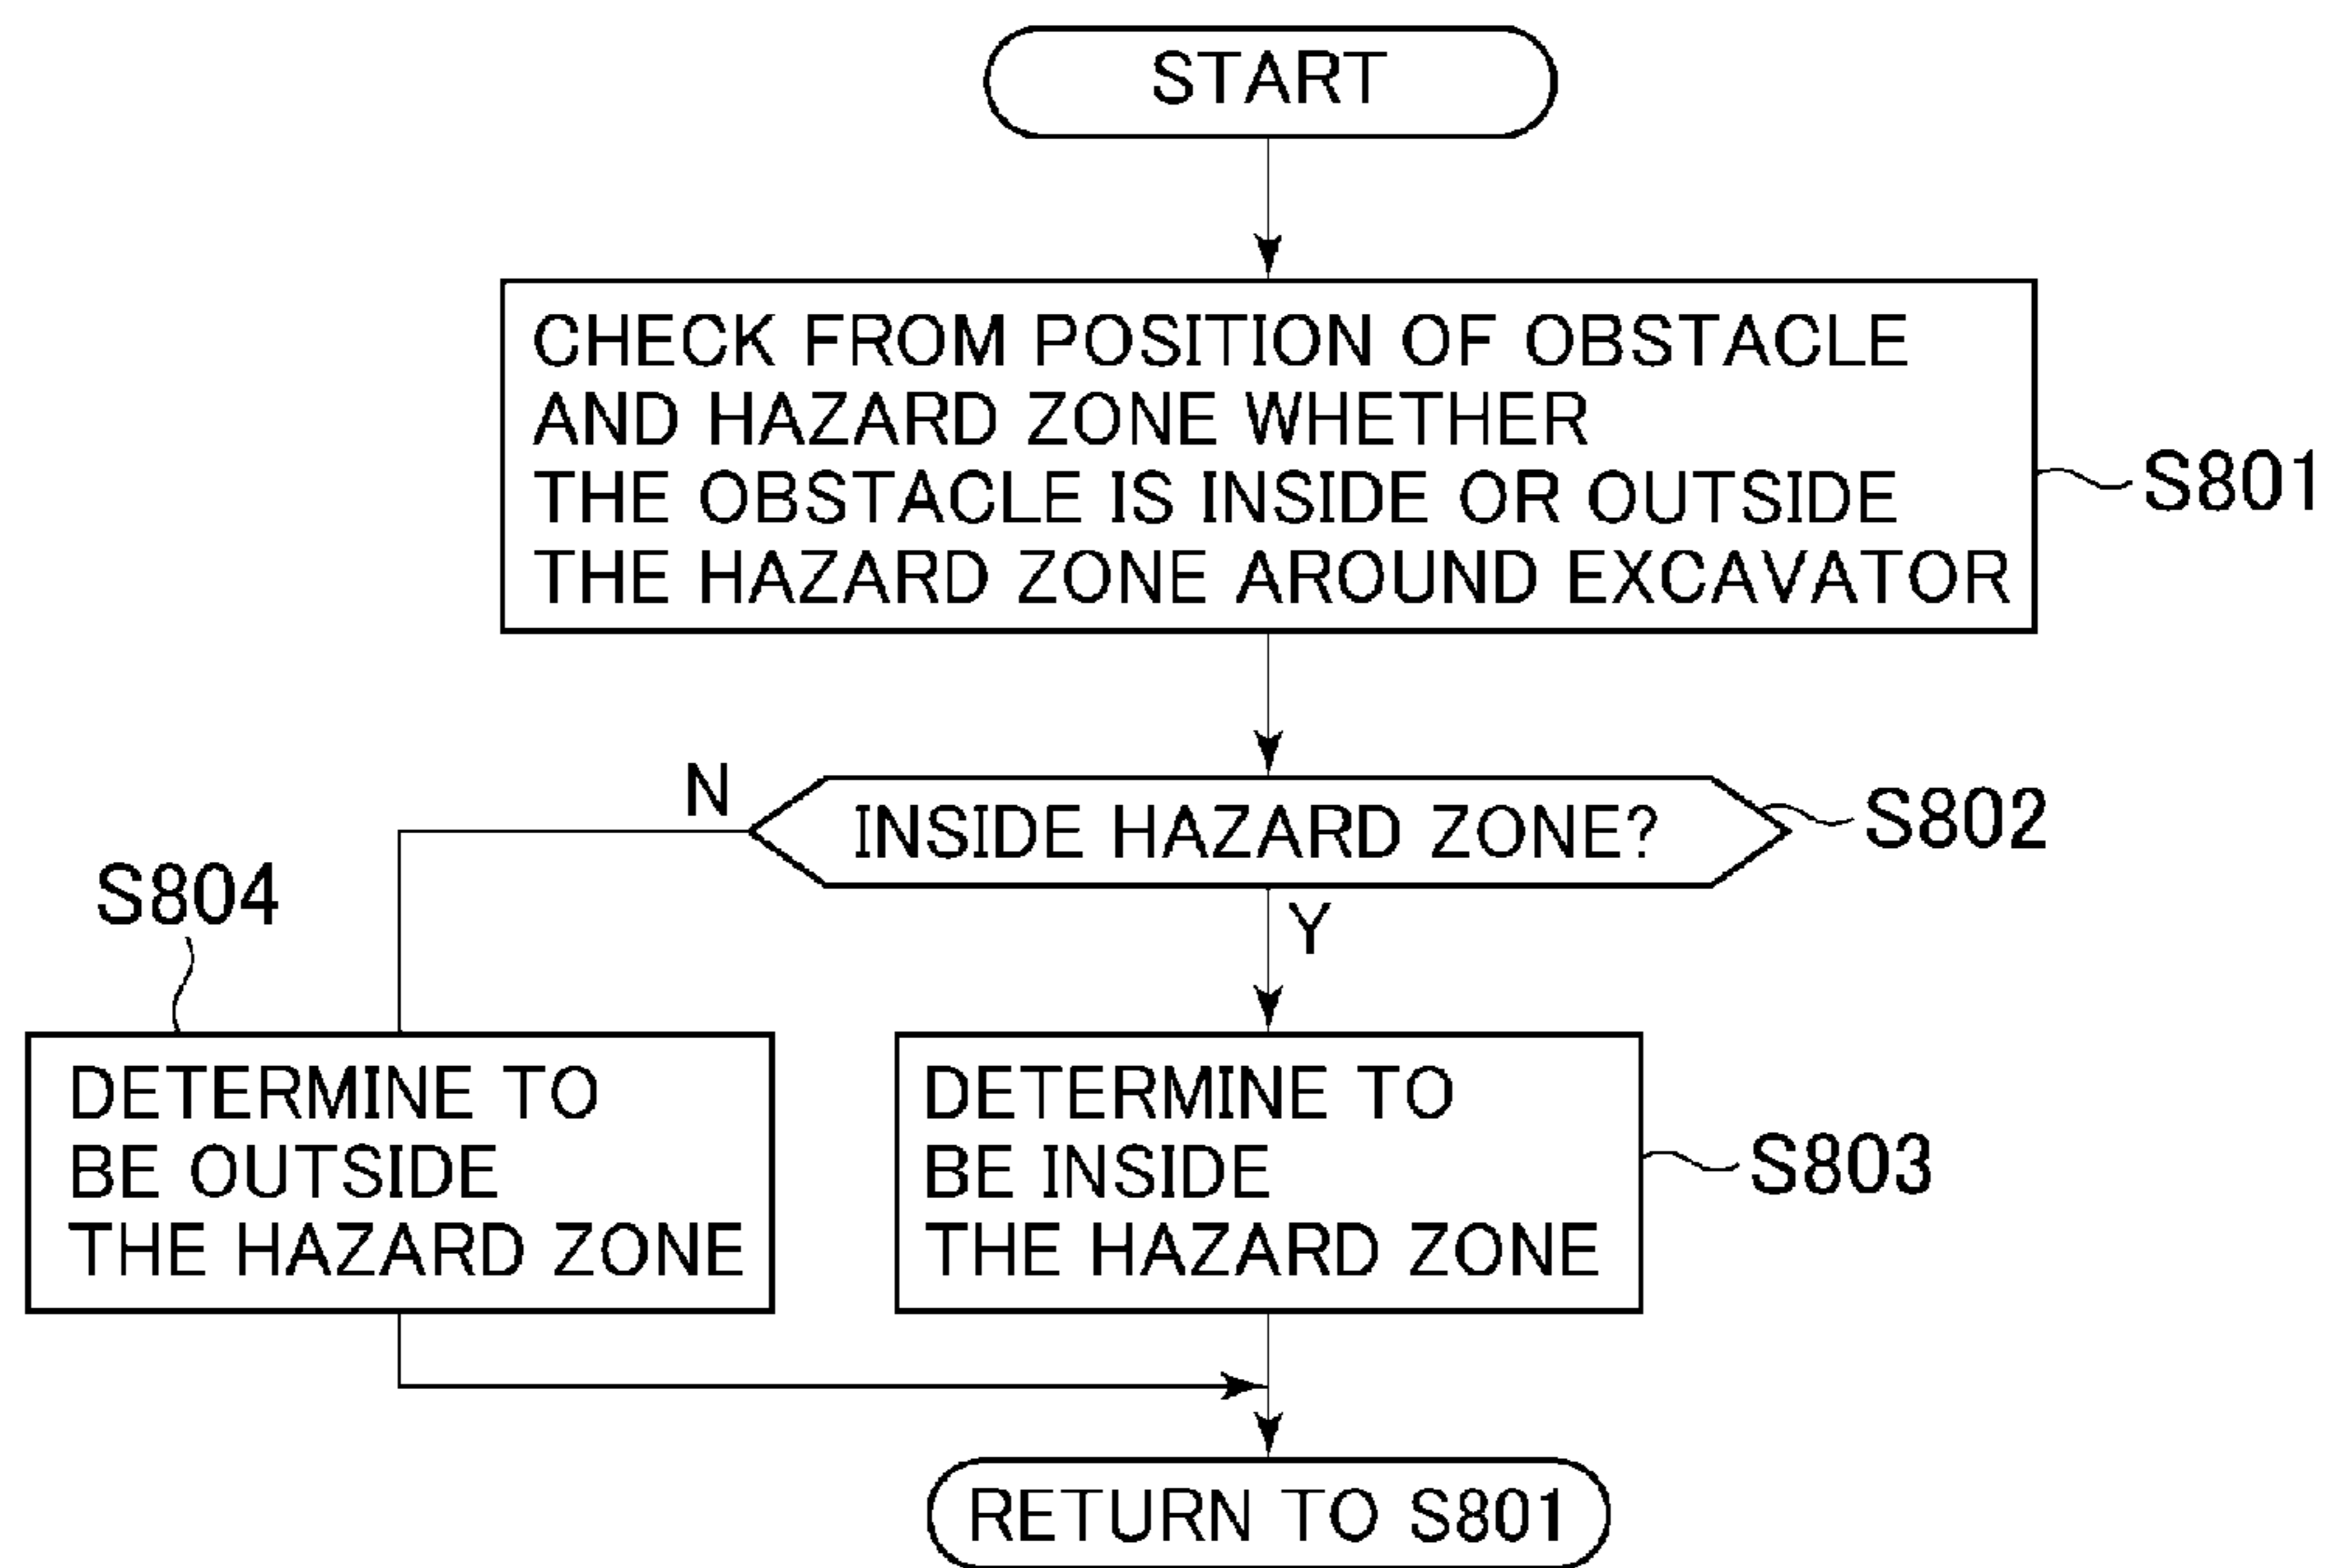 START
CHECK FROM POSITION OF OBSTACLE
AND HAZARD ZONE WHETHER
THE OBSTACLE IS INSIDE OR OUTSIDE
THE HAZARD ZONE AROUND EXCAVATOR
S801
N
INSIDE HAZARD ZONE?
S802
Y
S804
DETERMINE TO
BE OUTSIDE
THE HAZARD ZONE
DETERMINE TO
BE INSIDE
THE HAZARD ZONE
S803
RETURN TO S801